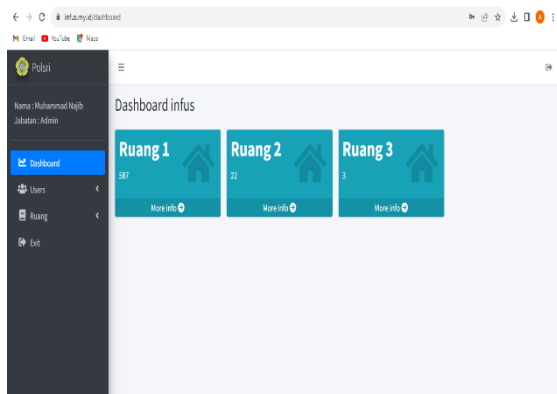 infus.my.id/dashboard
Email YouTube Maps
Polsri
Nama : Muhammad Najib
Jabatan : Admin
Dashboard
Users
Ruang
Exit
Dashboard infus
Ruang 1
587
More info
Ruang 2
22
More info
Ruang 3
3
More info